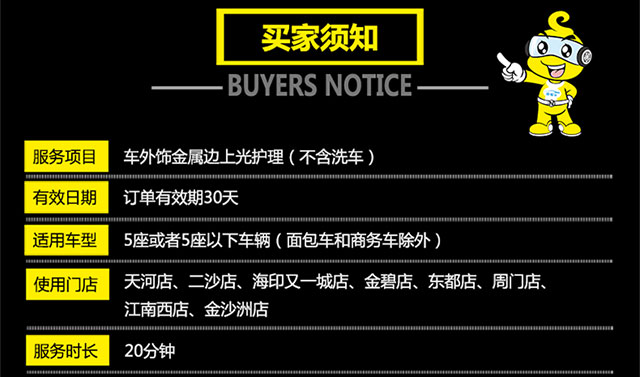 买家须知
BUYERS NOTICE
服务项目 车外饰金属边上光护理（不含洗车）
有效日期 订单有效期30天
适用车型 5座或者5座以下车辆（面包车和商务车除外）
使用门店 天河店、二沙店、海印又一城店、金碧店、东都店、周门店、
江南西店、金沙洲店
服务时长 20分钟